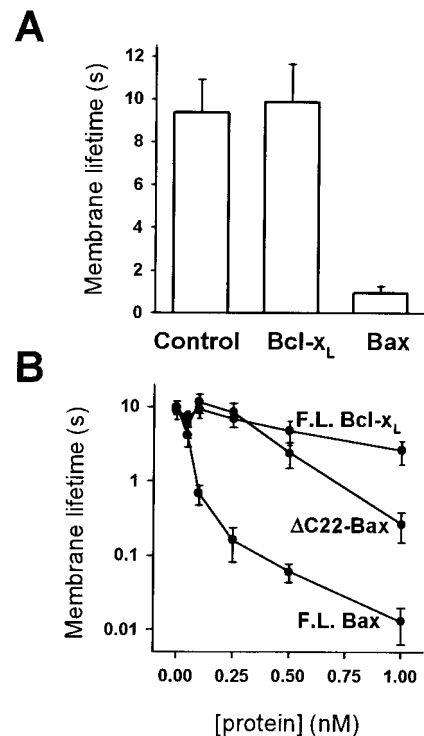 A
Membrane lifetime (s)
12
10
8
6
4
2
0
Control Bcl-xL Bax
B
Membrane lifetime (s)
10
1
0.1
0.01
F.L. Bcl-xL
ΔC22-Bax
F.L. Bax
0.00 0.25 0.50 0.75 1.00
[protein] (nM)